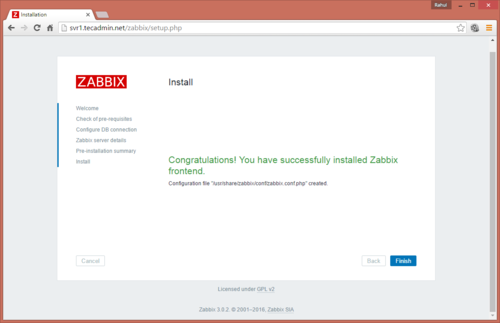 Installation
Rahul
svr1.tecadmin.net/zabbix/setup.php
ZABBIX
Install
Welcome
Check of pre-requisites
Configure DB connection
Zabbix server details
Pre-installation summary
Install
Congratulations! You have successfully installed Zabbix
frontend.
Configuration file "/usr/share/zabbix/conf/zabbix.conf.php" created.
Cancel
Back
Finish
Licensed under GPL v2
Zabbix 3.0.2. © 2001–2016, Zabbix SIA